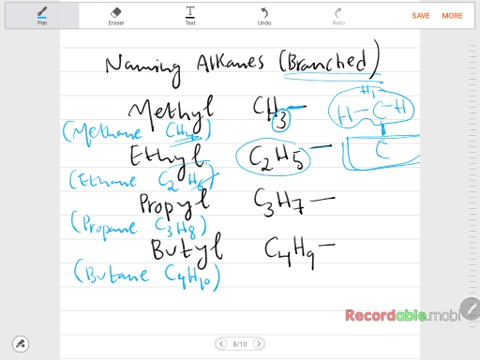 Pen Eraser Text Undo Redo SAVE MORE
Naming Alkanes (Branched)
Methyl CH3—
(Methane CH4)
H
H—C—H
C
Ethyl C2H5—
(Ethane C2H6)
Propyl C3H7—
(Propane C3H8)
Butyl C4H9—
(Butane C4H10)
Recordable.mobi
8/10